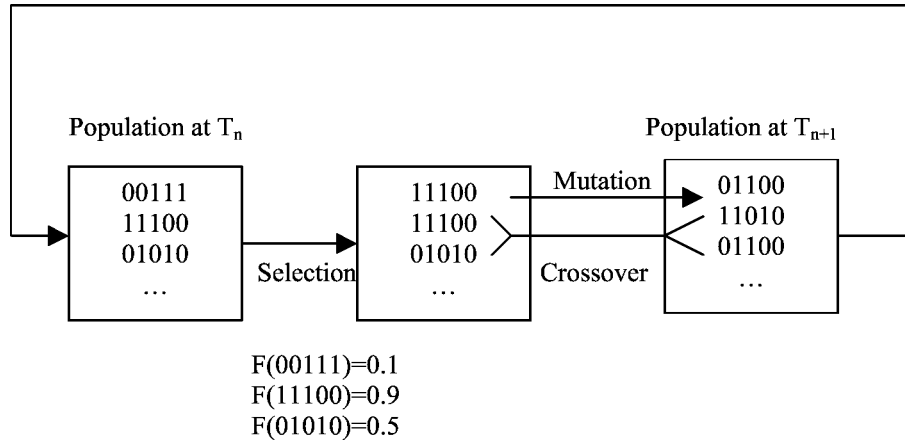 Population at Tn
Population at Tn+1
00111
11100
01010
…
Selection
11100
11100
01010
…
Mutation
Crossover
01100
11010
01100
…
F(00111)=0.1
F(11100)=0.9
F(01010)=0.5